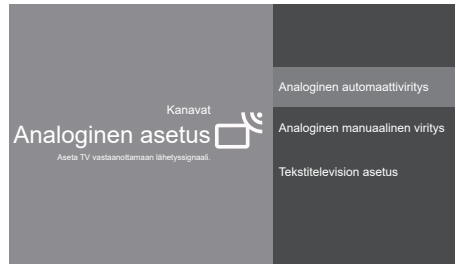 Kanavat
Analoginen asetus
Aseta TV vastaanottamaan lähetyssignaali.
Analoginen automaattiviritys
Analoginen manuaalinen viritys
Tekstitelevision asetus